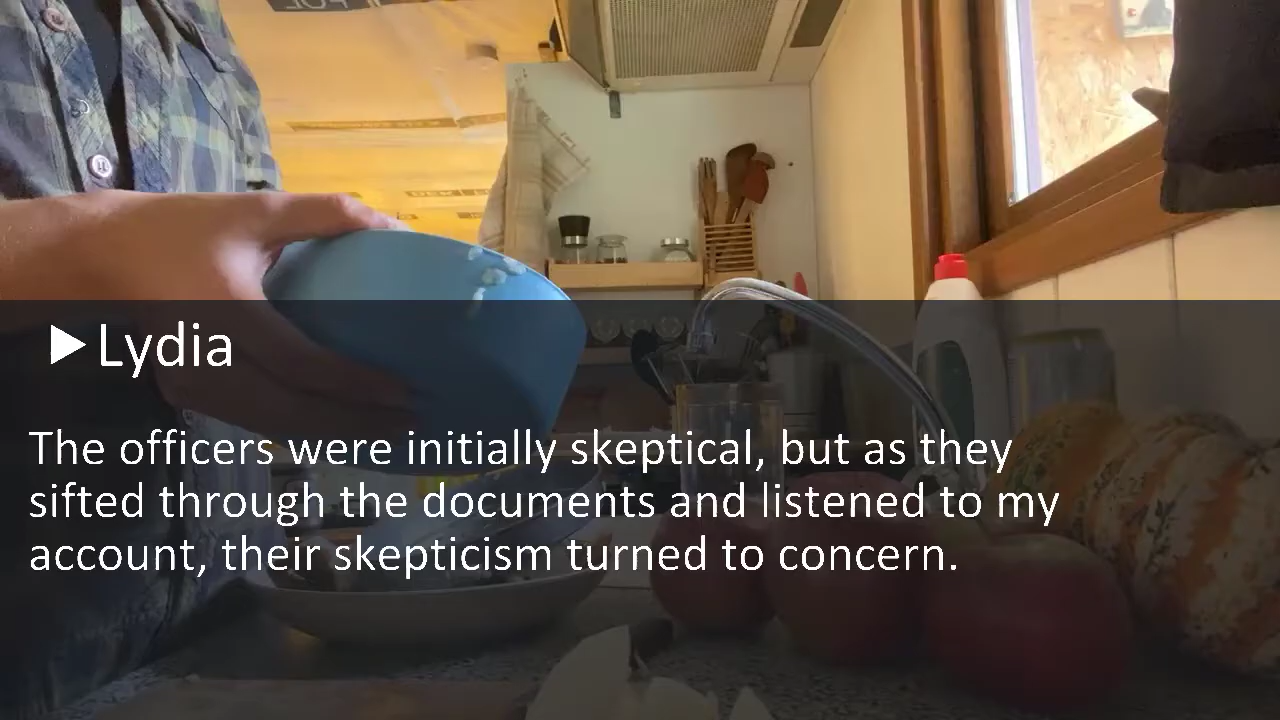 ▶Lydia
The officers were initially skeptical, but as they
sifted through the documents and listened to my
account, their skepticism turned to concern.